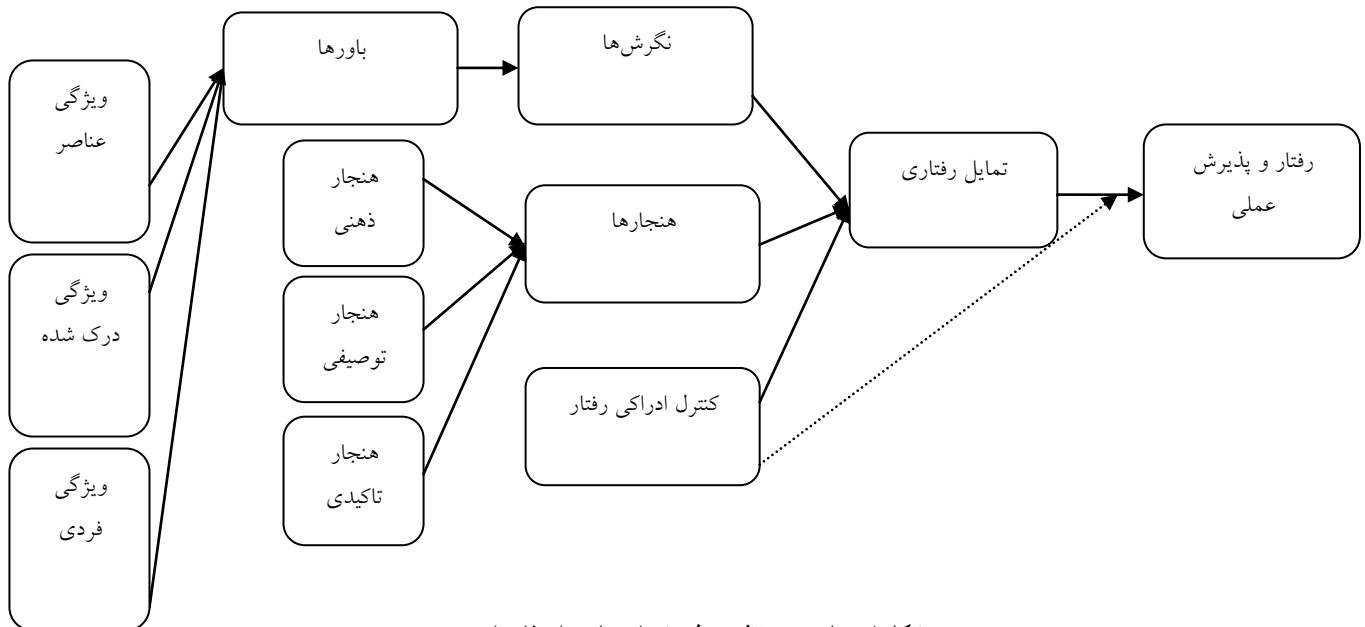 باورها
نگرش‌ها
ویژگی
عناصر
رفتار و پذیرش
عملی
تمایل رفتاری
هنجار
ذهنی
هنجارها
ویژگی
درک شده
هنجار
توصیفی
کنترل ادراکی رفتار
هنجار
تاکیدی
ویژگی
فردی